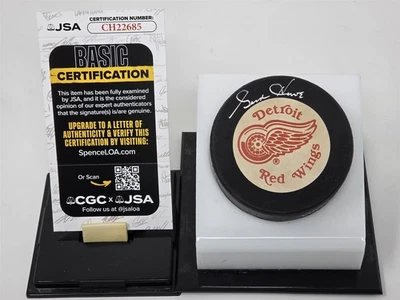 JSA
CERTIFICATION NUMBER:
CH22685
BASIC
CERTIFICATION
This item has been fully examined
by JSA, and it is the considered
opinion of our expert authenticators
that the signature(s) is/are genuine.
UPGRADE TO A LETTER OF
AUTHENTICITY & VERIFY THIS
CERTIFICATION BY VISITING:
SpenceLOA.com
Or Scan
CGC x JSA
Follow us at @jsaloa
Gordie Howe
Detroit
®
Red Wings